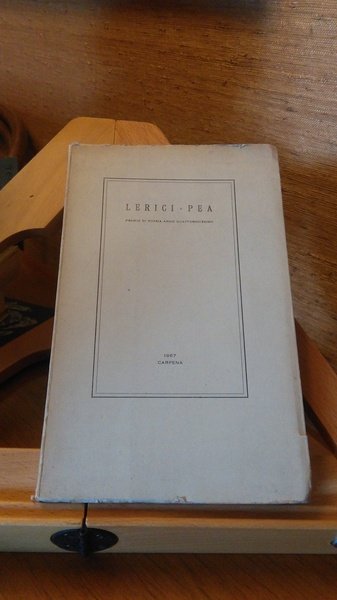 LERICI - PEA
PREMIO DI POESIA ANNO QUATTORDICESIMO
1967
CARPENA